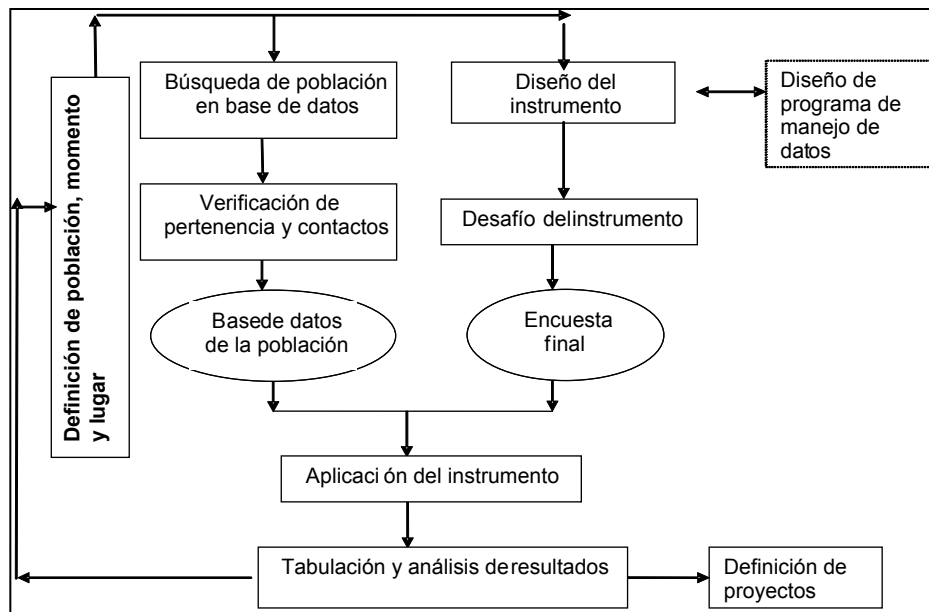 Definición de población, momento
y lugar
Búsqueda de población
en base de datos
Diseño del
instrumento
Diseño de
programa de
manejo de
datos
Verificación de
pertenencia y contactos
Desafío delinstrumento
Basede datos
de la población
Encuesta
final
Aplicaci ón del instrumento
Tabulación y análisis de resultados
Definición de
proyectos